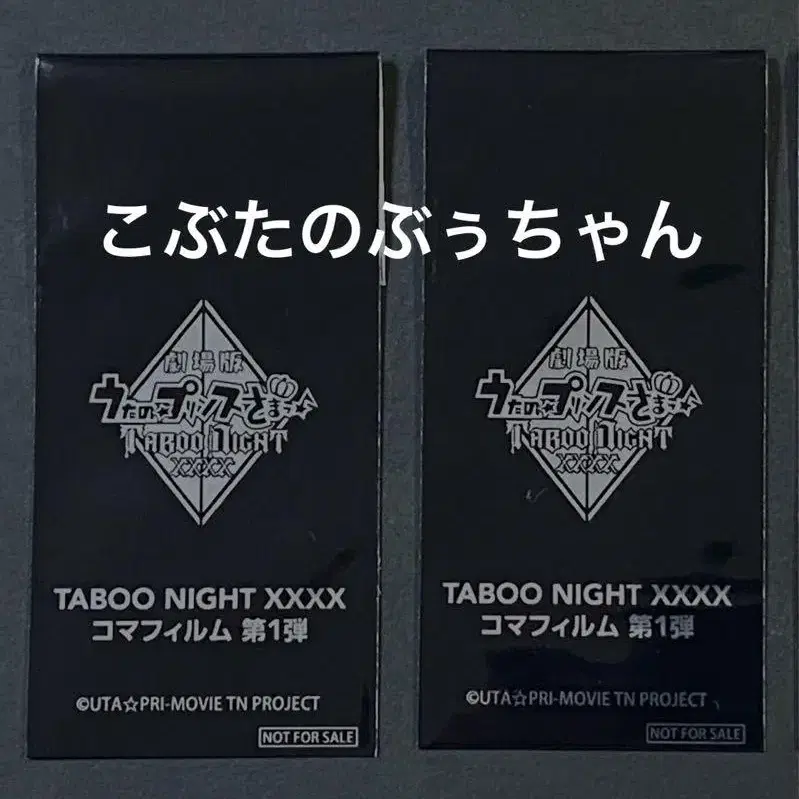 こぶたのぶぅちゃん
劇場版
うたの☆プリンスさまっ♪
TABOO NIGHT
XXXX
TABOO NIGHT XXXX
コマフィルム 第1弾
©UTA☆PRI-MOVIE TN PROJECT
NOT FOR SALE
劇場版
うたの☆プリンスさまっ♪
TABOO NIGHT
XXXX
TABOO NIGHT XXXX
コマフィルム 第1弾
©UTA☆PRI-MOVIE TN PROJECT
NOT FOR SALE